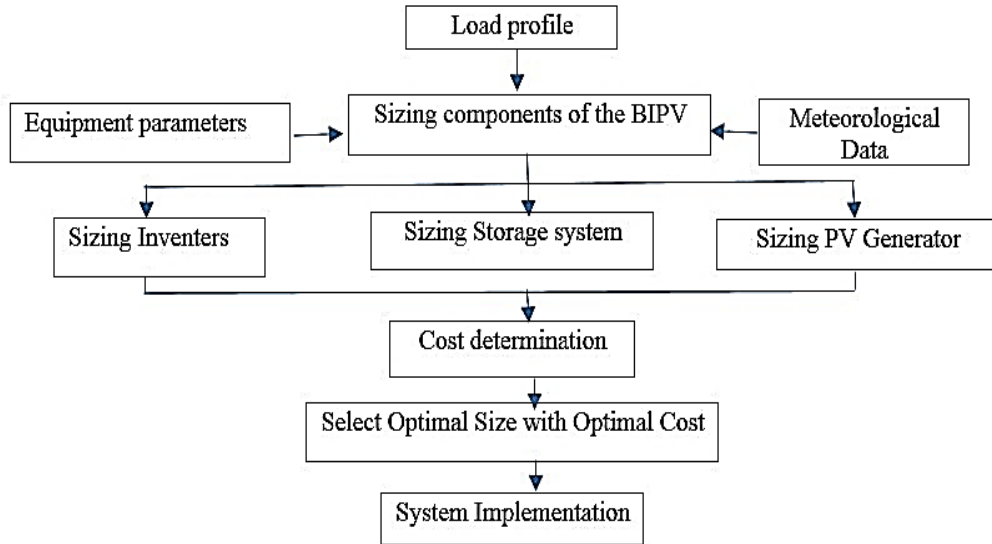 Load profile
Equipment parameters
Sizing components of the BIPV
Meteorological
Data
Sizing Inventers
Sizing Storage system
Sizing PV Generator
Cost determination
Select Optimal Size with Optimal Cost
System Implementation